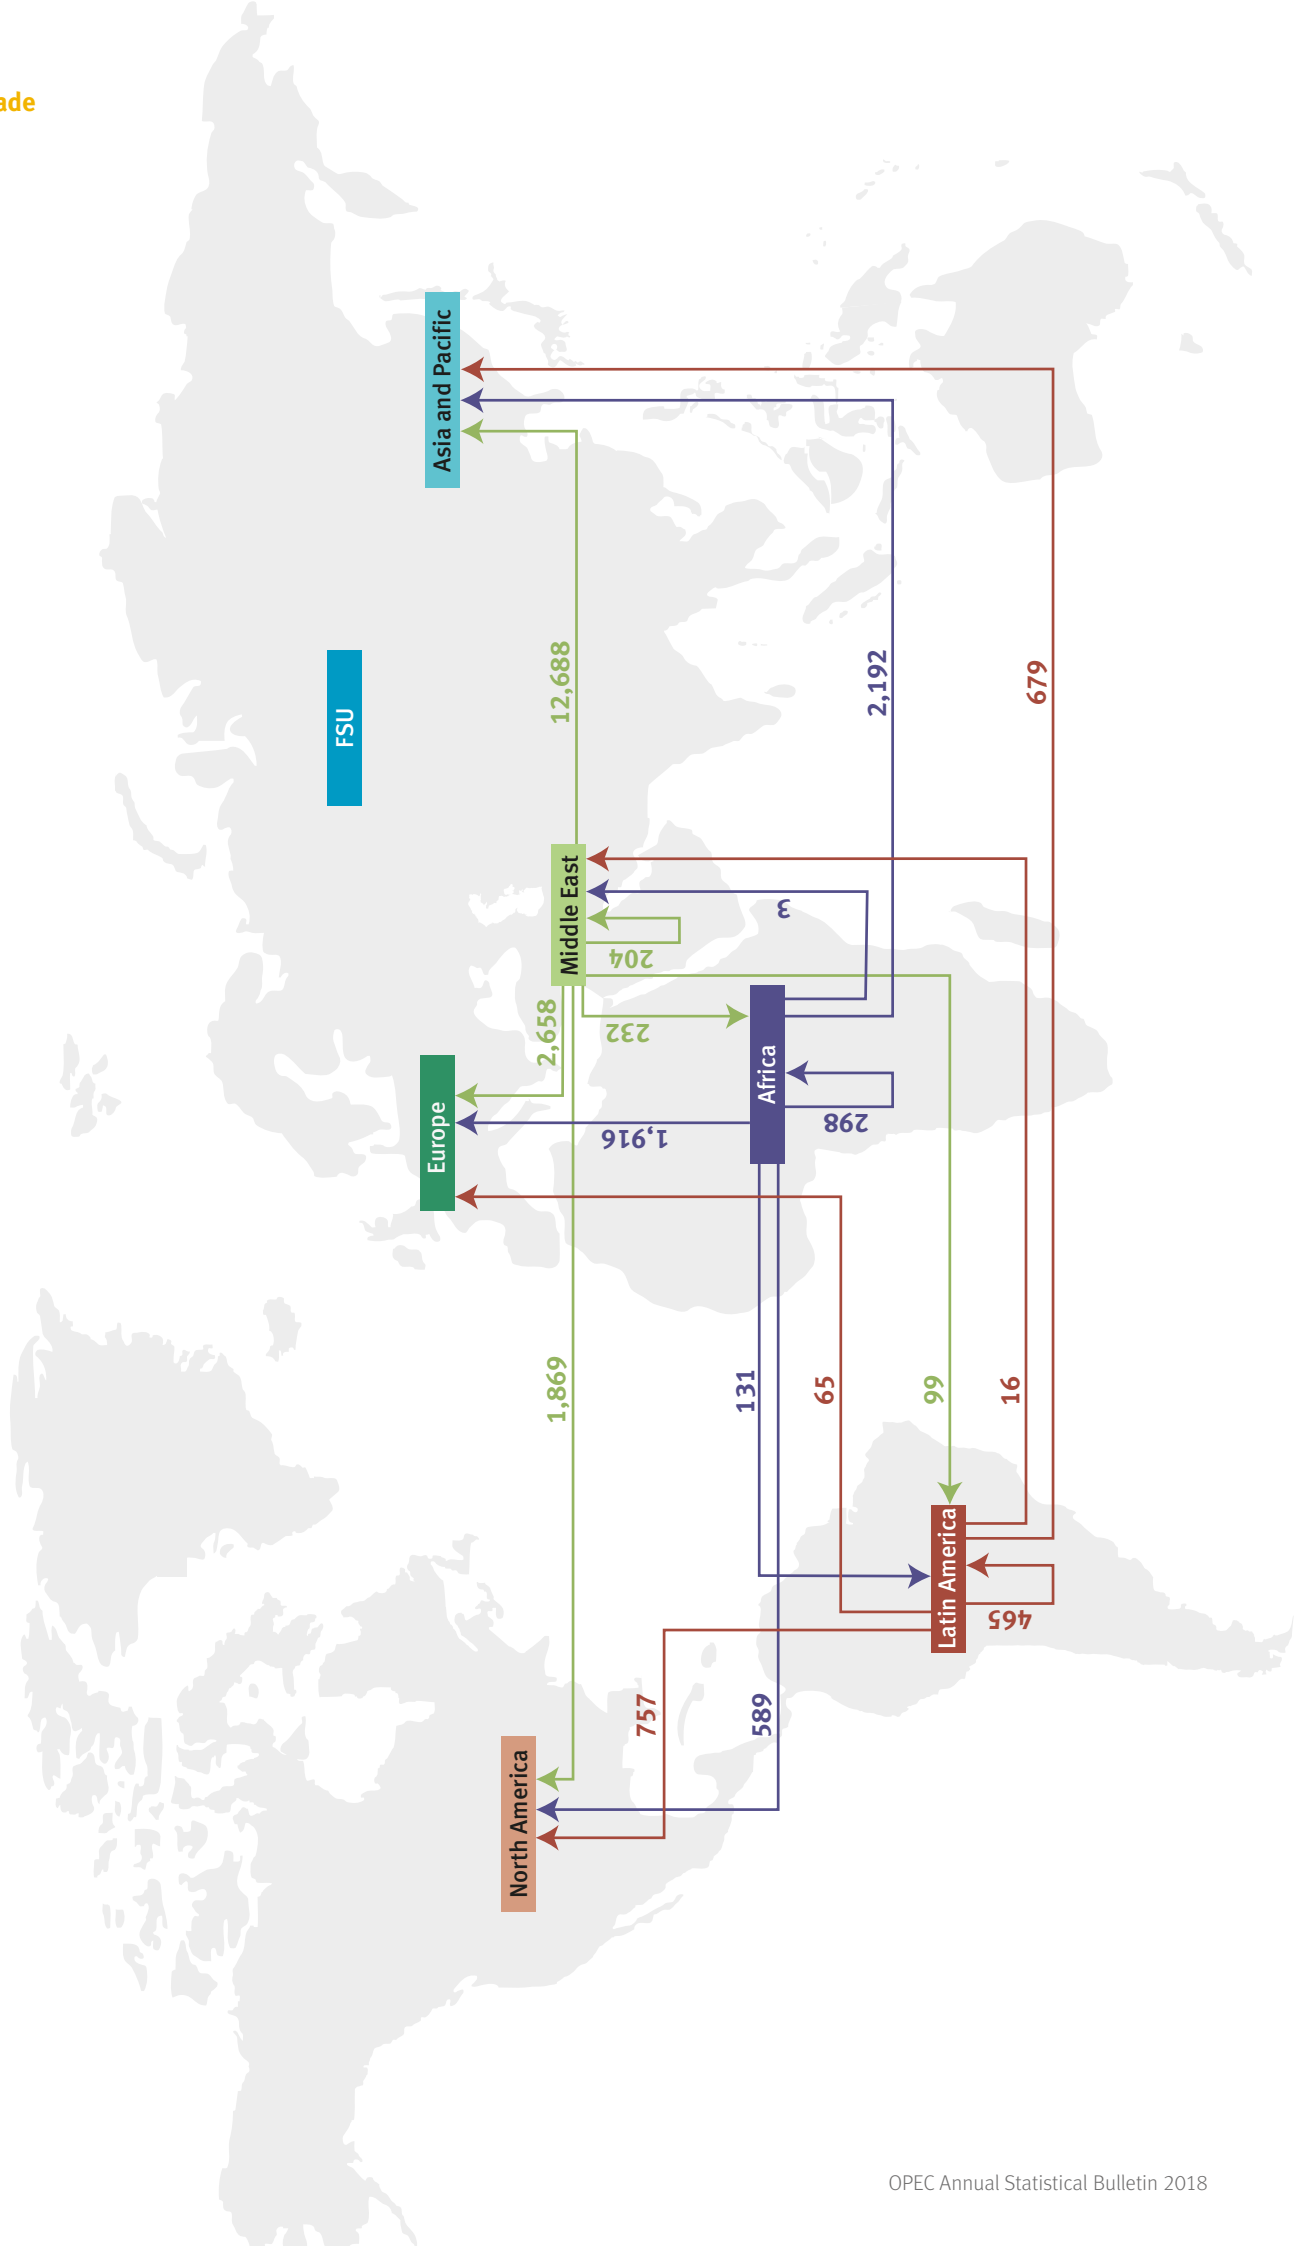 ade
Asia and Pacific
FSU
12,688
2,192
679
Middle East
3
204
2,658
232
Europe
Africa
1,916
298
1,869
131
65
99
16
Latin America
465
757
589
North America
OPEC Annual Statistical Bulletin 2018